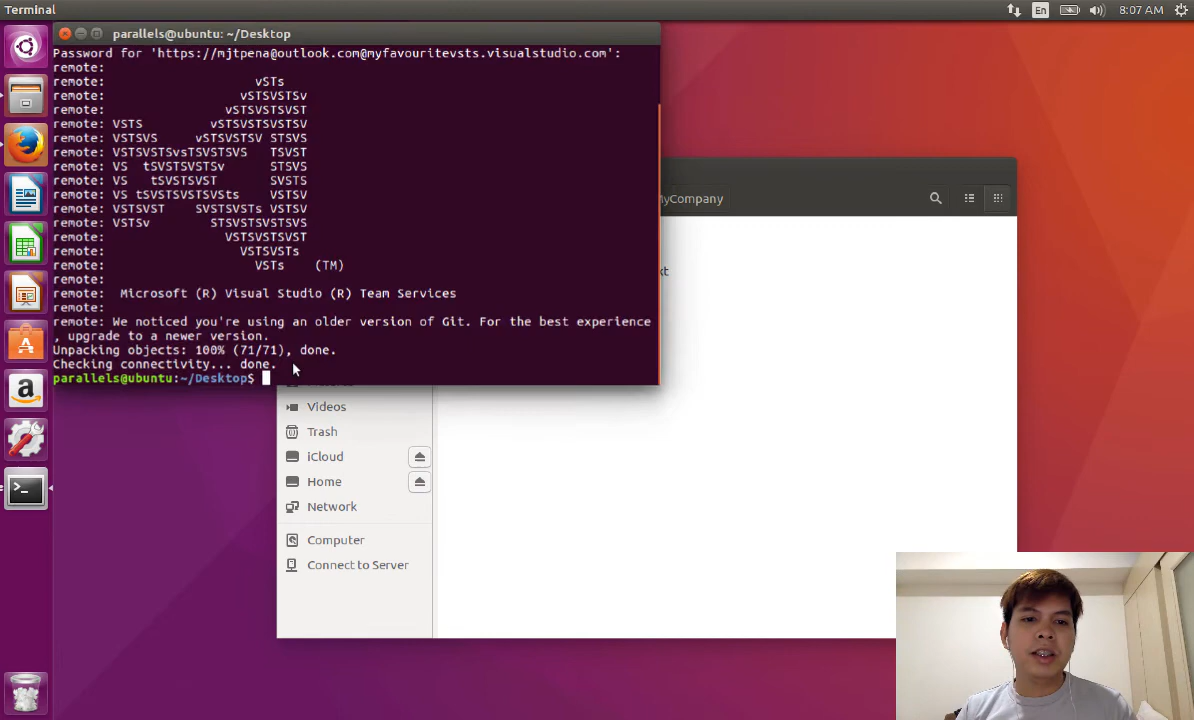 Terminal
En
8:07 AM
parallels@ubuntu: ~/Desktop
Password for 'https://mjtpena@outlook.com@myfavouritevsts.visualstudio.com':
remote:
remote: vSTs
remote: vSTSVSTSv
remote: vSTSVSTSVST
remote: VSTS vSTSVSTSVSTSV
remote: VSTSVS vSTSVSTSV STSVS
remote: VSTSVSTSvsTSVSTSVS TSVST
remote: VS tSVSTSVSTSv STSVS
remote: VS tSVSTSVST SVSTS
remote: VS tSVSTSVSTSVSts VSTSV
remote: VSTSVST SVSTSVSTs VSTSV
remote: VSTSv STSVSTSVSTSVS
remote: VSTSVSTSVST
remote: VSTSVSTs
remote: VSTs (TM)
remote:
remote: Microsoft (R) Visual Studio (R) Team Services
remote:
remote: We noticed you're using an older version of Git. For the best experience
, upgrade to a newer version.
Unpacking objects: 100% (71/71), done.
Checking connectivity... done.
parallels@ubuntu:~/Desktop$
MyCompany
xt
Videos
Trash
iCloud
Home
Network
Computer
Connect to Server